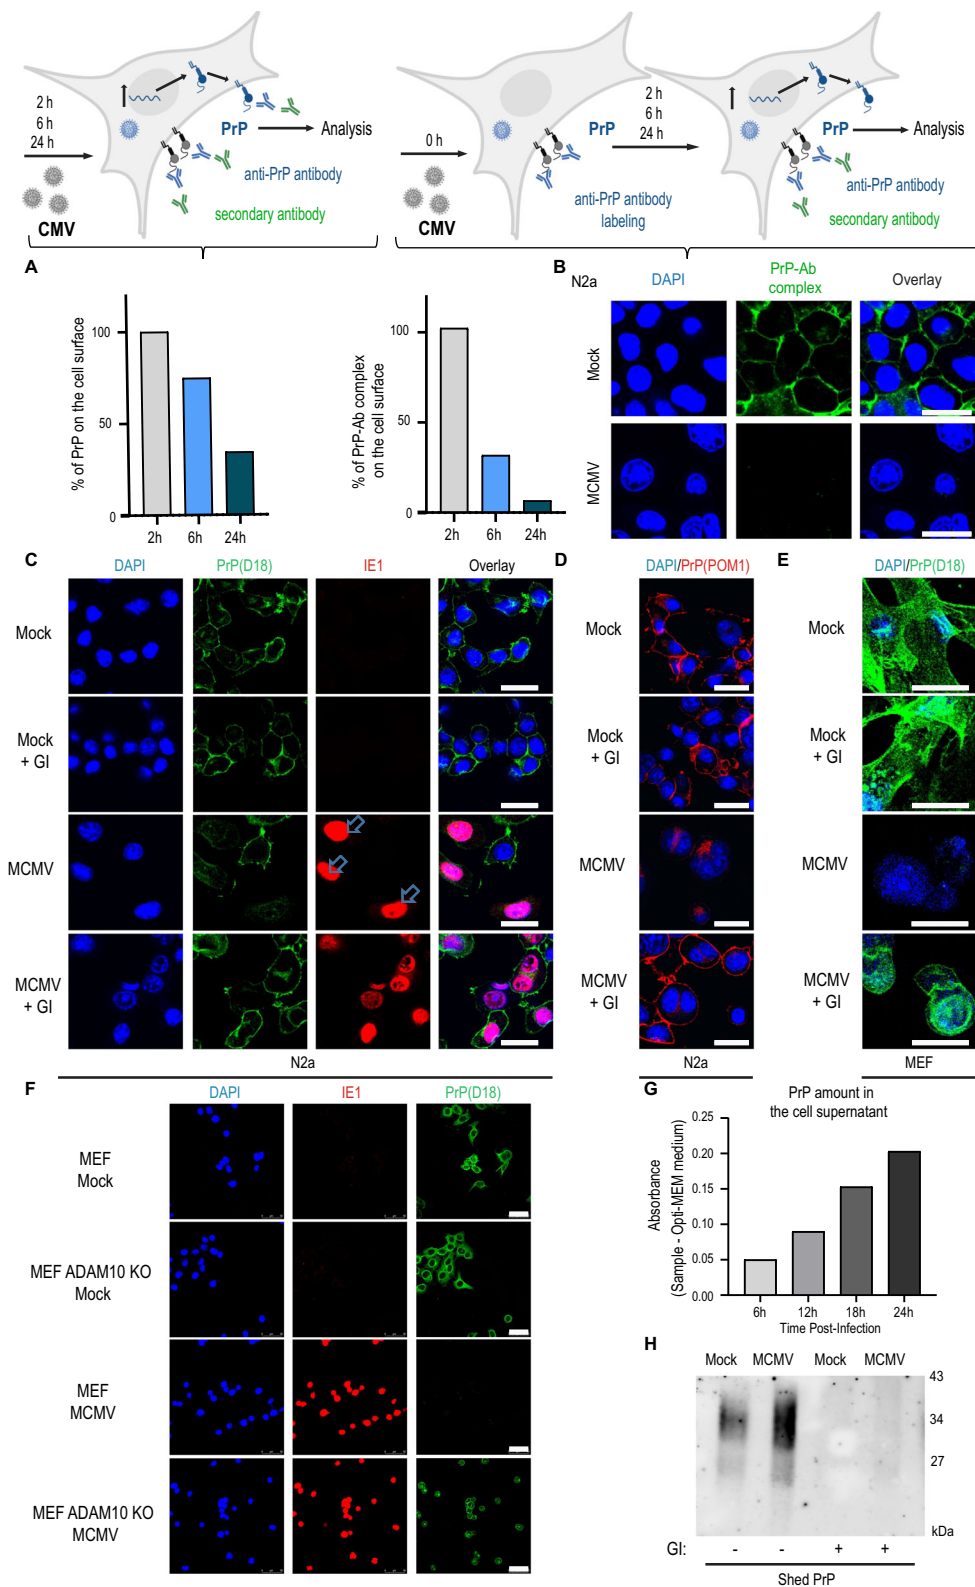 2 h
6 h
24 h
CMV
PrP
Analysis
anti-PrP antibody
secondary antibody
0 h
CMV
PrP
anti-PrP antibody
labeling
2 h
6 h
24 h
PrP
Analysis
anti-PrP antibody
secondary antibody
A
% of PrP on the cell surface
100
50
0
2h
6h
24h
% of PrP-Ab complex
on the cell surface
100
50
0
2h
6h
24h
B
N2a
DAPI
PrP-Ab
complex
Overlay
Mock
MCMV
C
DAPI
PrP(D18)
IE1
Overlay
Mock
Mock
+ GI
MCMV
MCMV
+ GI
N2a
D
DAPI/PrP(POM1)
Mock
Mock
+ GI
MCMV
MCMV
+ GI
N2a
E
DAPI/PrP(D18)
Mock
Mock
+ GI
MCMV
MCMV
+ GI
MEF
F
DAPI
IE1
PrP(D18)
MEF
Mock
MEF ADAM10 KO
Mock
MEF
MCMV
MEF ADAM10 KO
MCMV
G
PrP amount in
the cell supernatant
Absorbance
(Sample - Opti-MEM medium)
0.25
0.20
0.15
0.10
0.05
0.00
6h
12h
18h
24h
Time Post-Infection
H
Mock
MCMV
Mock
MCMV
43
34
27
kDa
GI:
-
-
+
+
Shed PrP